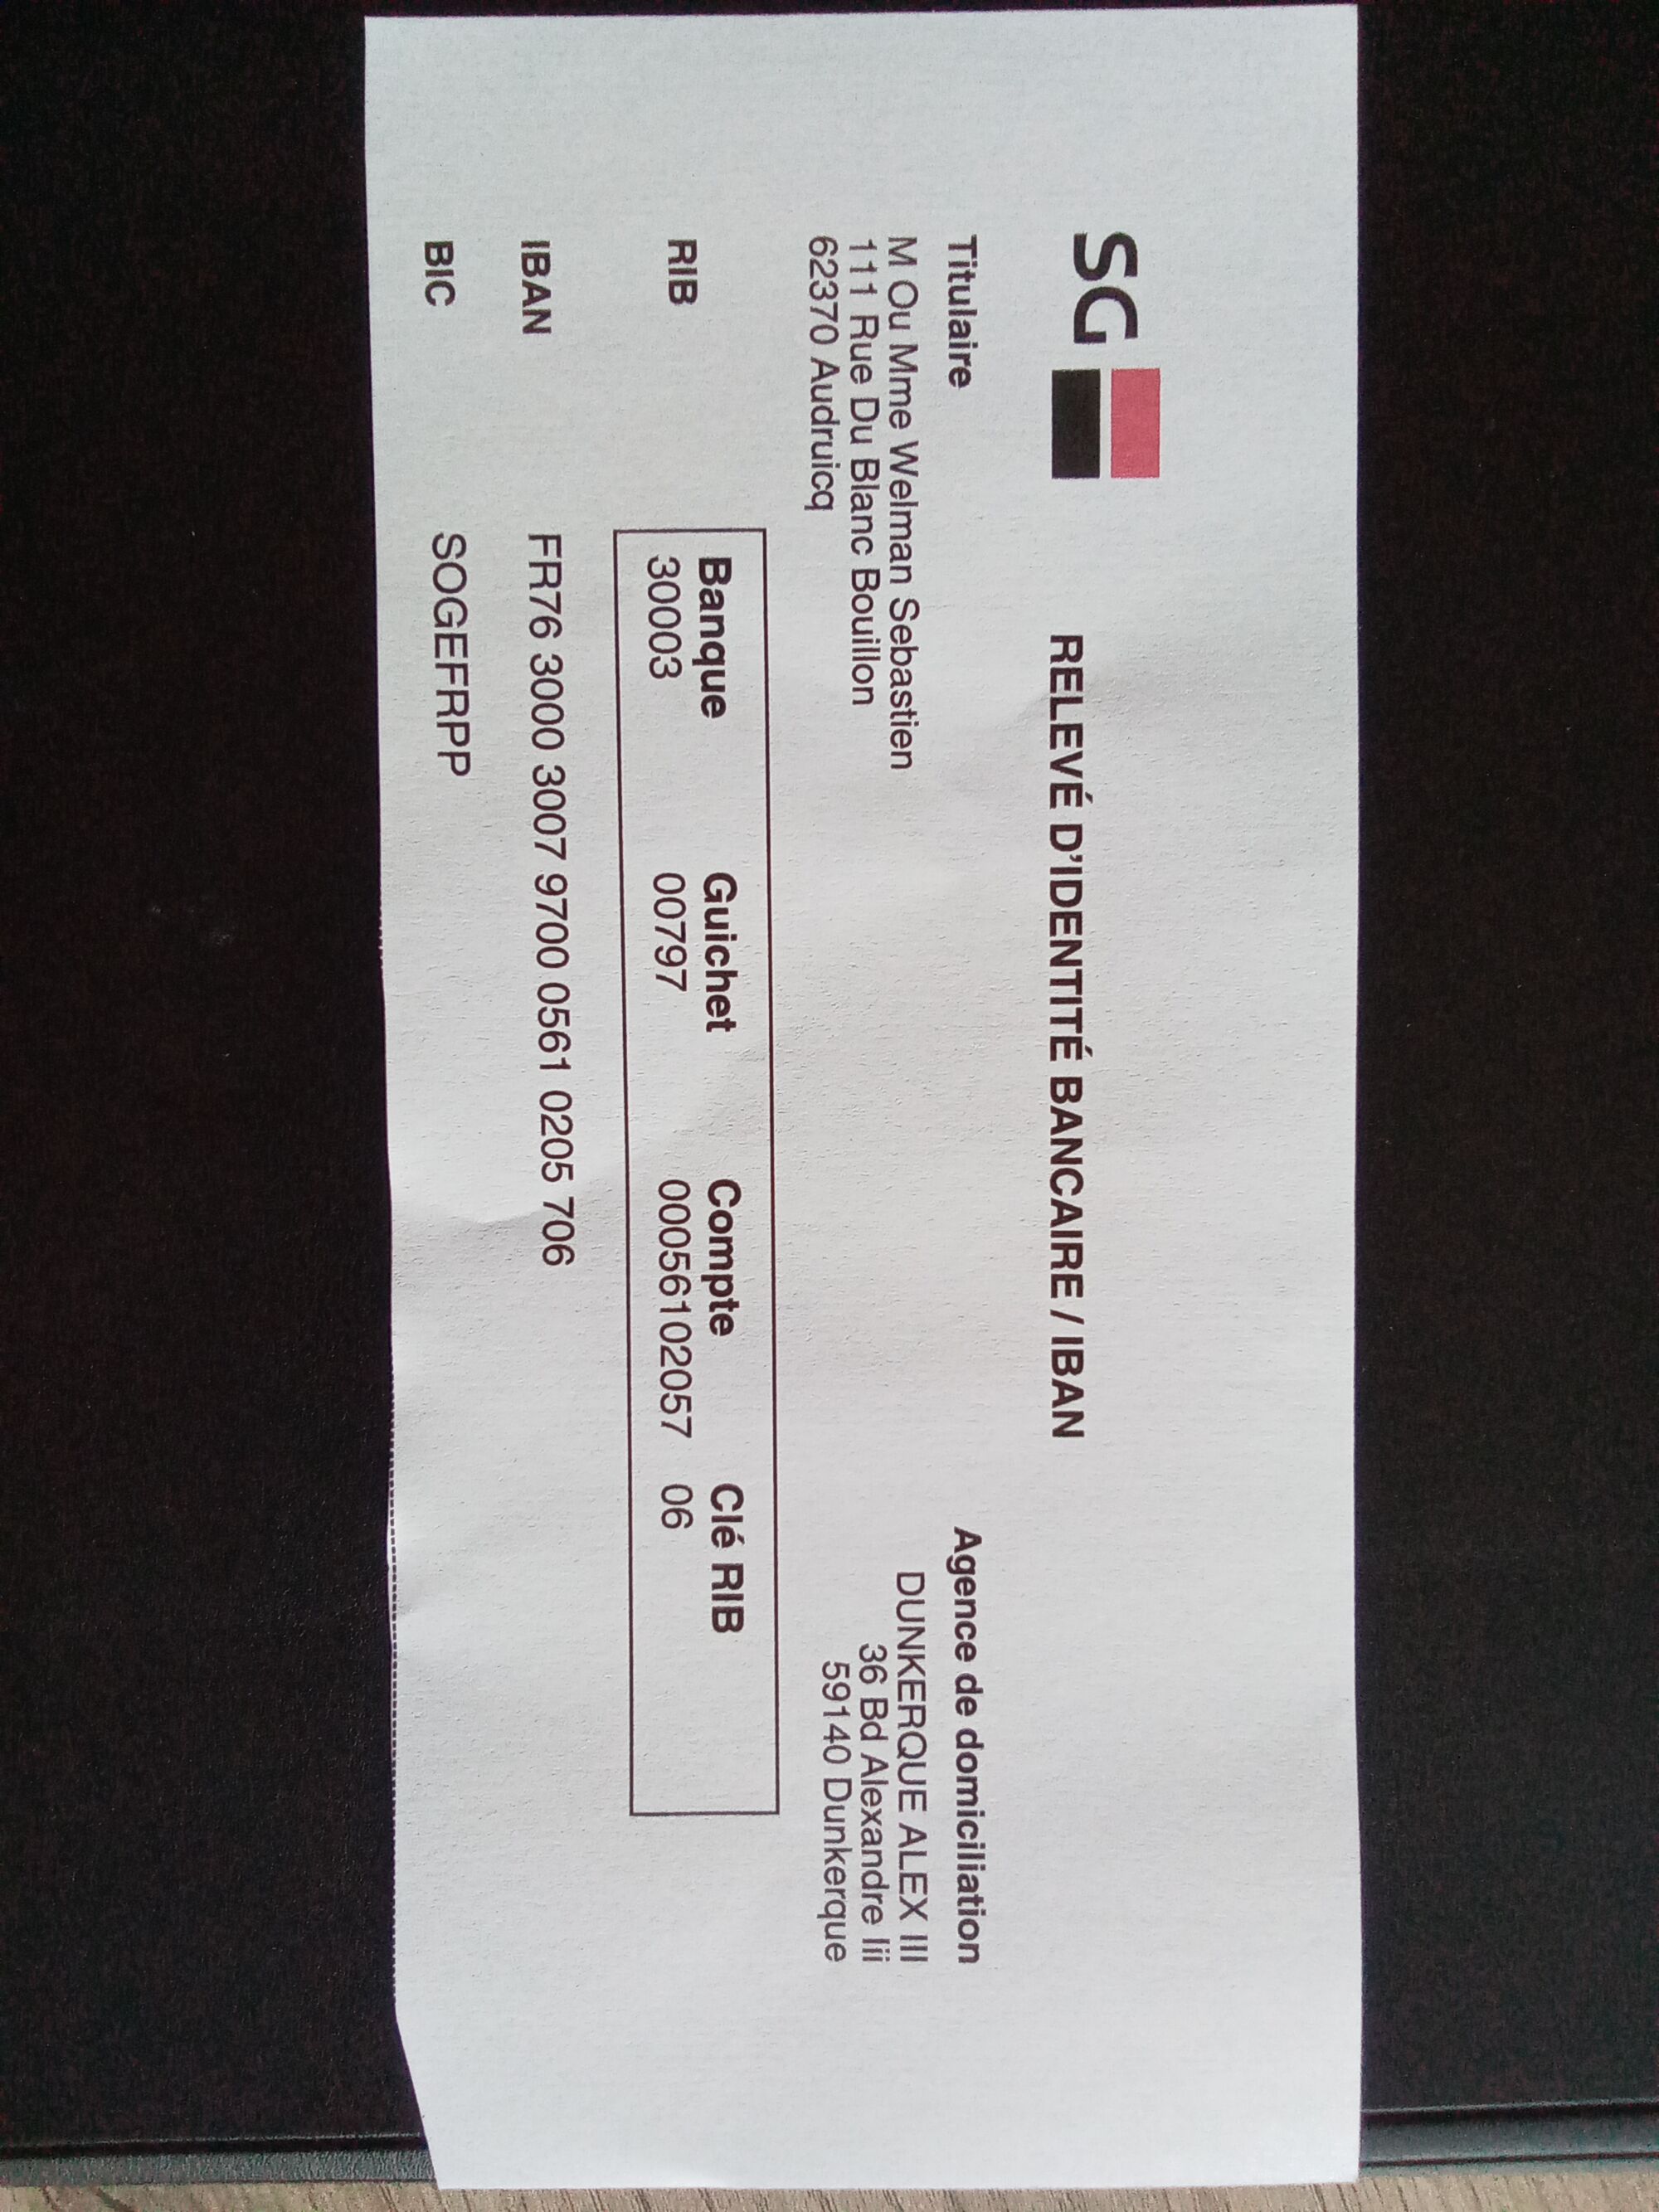 SG
RELEVÉ D'IDENTITÉ BANCAIRE / IBAN
Titulaire
M Ou Mme Welman Sebastien
111 Rue Du Blanc Bouillon
62370 Audruicq
Agence de domiciliation
DUNKERQUE ALEX III
36 Bd Alexandre Iii
59140 Dunkerque
RIB
Banque Guichet Compte Clé RIB
30003 00797 00056102057 06
IBAN FR76 3000 3007 9700 0561 0205 706
BIC SOGEFRPP